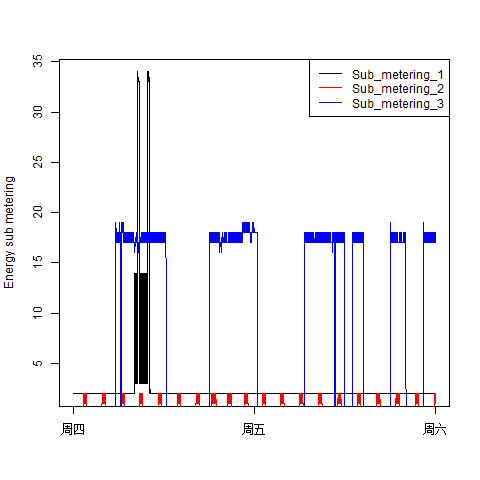 Sub_metering_1
Sub_metering_2
Sub_metering_3
Energy sub metering
35
30
25
20
15
10
5
周四 周五 周六